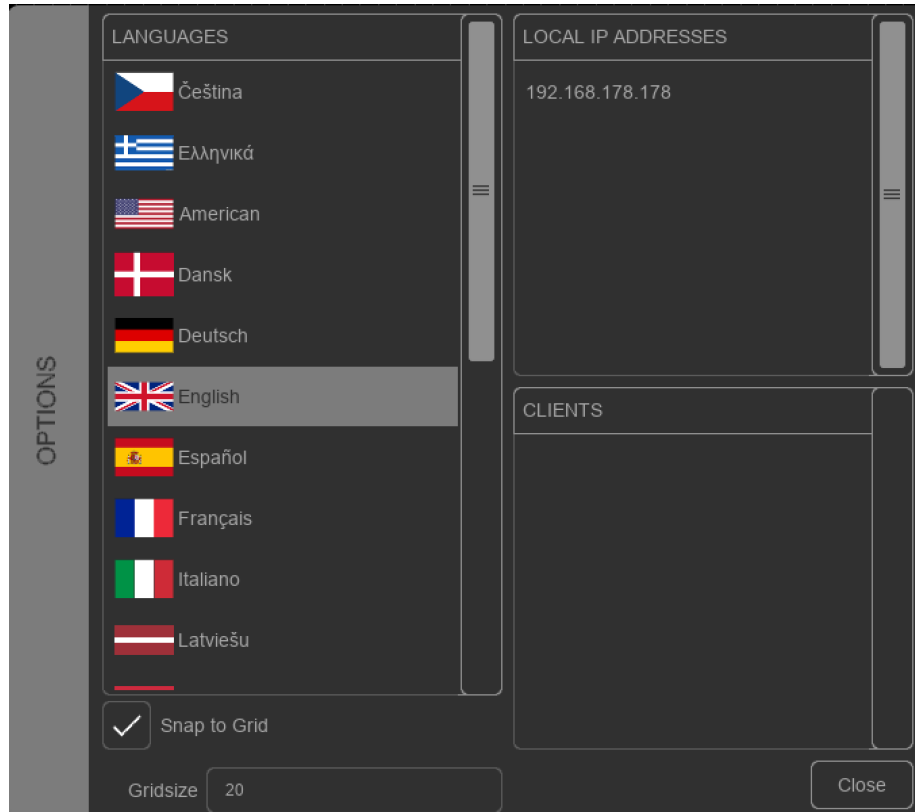 OPTIONS
LANGUAGES
Čeština
Ελληνικά
American
Dansk
Deutsch
English
Español
Français
Italiano
Latviešu
Snap to Grid
Gridsize 20
LOCAL IP ADDRESSES
192.168.178.178
CLIENTS
Close